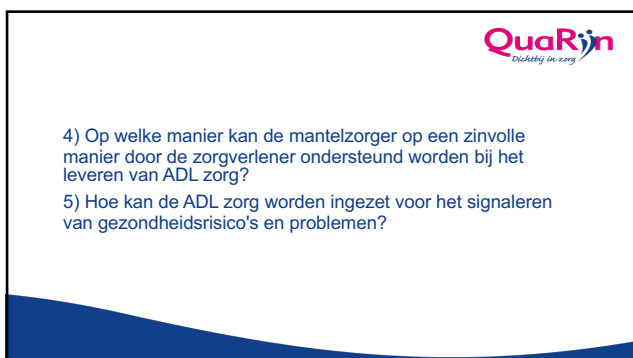 QuaRijn
Dichtbij in zorg
4) Op welke manier kan de mantelzorger op een zinvolle
manier door de zorgverlener ondersteund worden bij het
leveren van ADL zorg?
5) Hoe kan de ADL zorg worden ingezet voor het signaleren
van gezondheidsrisico's en problemen?